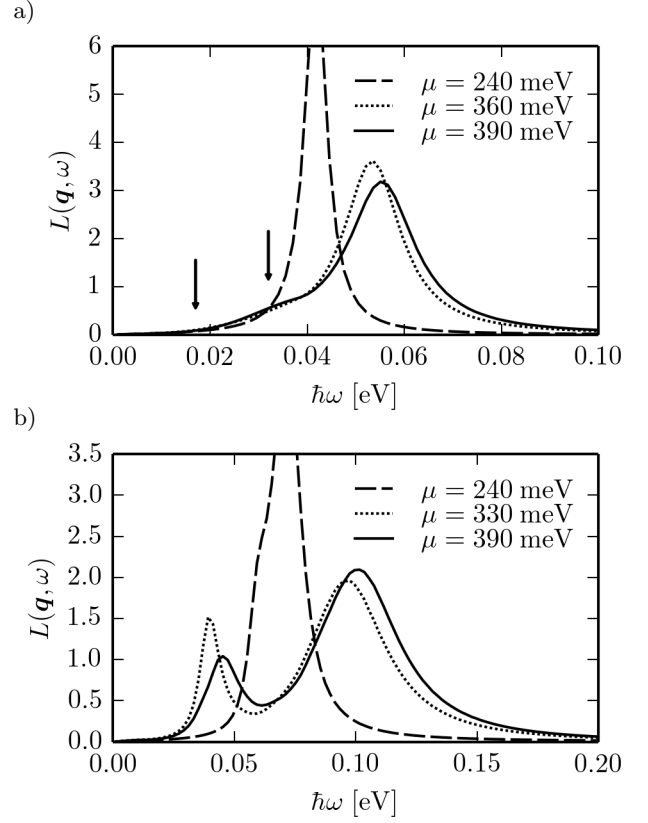 a)
6
5
4
3
2
1
0
L(q, ω)
μ = 240 meV
μ = 360 meV
μ = 390 meV
0.00 0.02 0.04 0.06 0.08 0.10
ħω [eV]
b)
3.5
3.0
2.5
2.0
1.5
1.0
0.5
0.0
L(q, ω)
μ = 240 meV
μ = 330 meV
μ = 390 meV
0.00 0.05 0.10 0.15 0.20
ħω [eV]